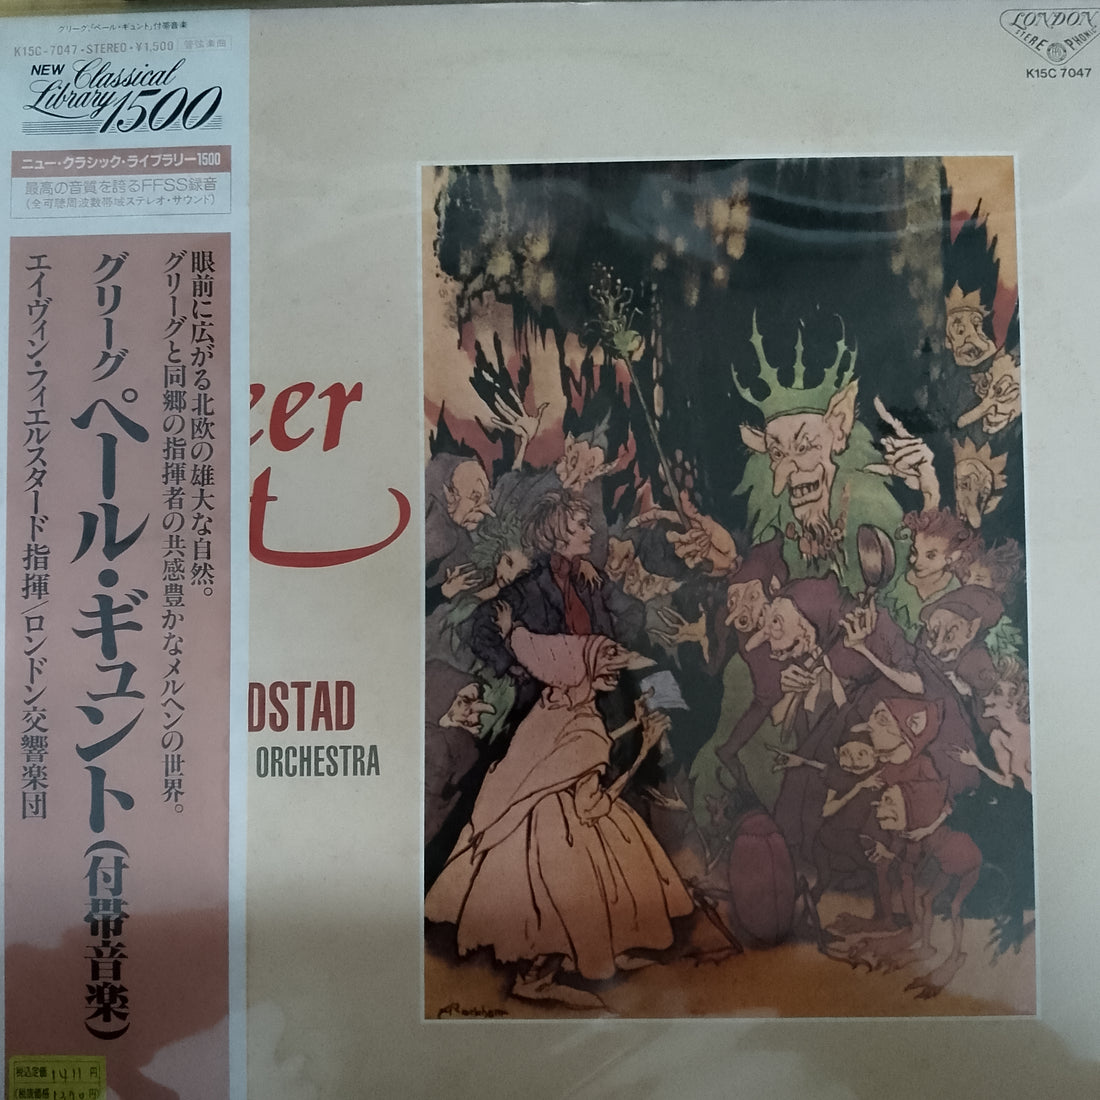 グリーグ,「ペール・ギュント」付帯音楽
K15C-7047・STEREO・¥1,500 管弦楽曲
NEW Classical
Library 1500
ニュー・クラシック・ライブラリー1500
最高の音質を誇るFFSS録音
(全可聴周波数帯域ステレオ・サウンド)
眼前に広がる北欧の雄大な自然。
グリーグと同郷の指揮者の共感豊かなメルヘンの世界。
グリーグ ペール・ギュント(付帯音楽)
エイヴィン・フィエルスタード指揮/ロンドン交響楽団
税込定価 1411 円
(税抜価格 円)
eer
t
DSTAD
ORCHESTRA
LONDON
STEREOPHONIC
K15C 7047
ARackham